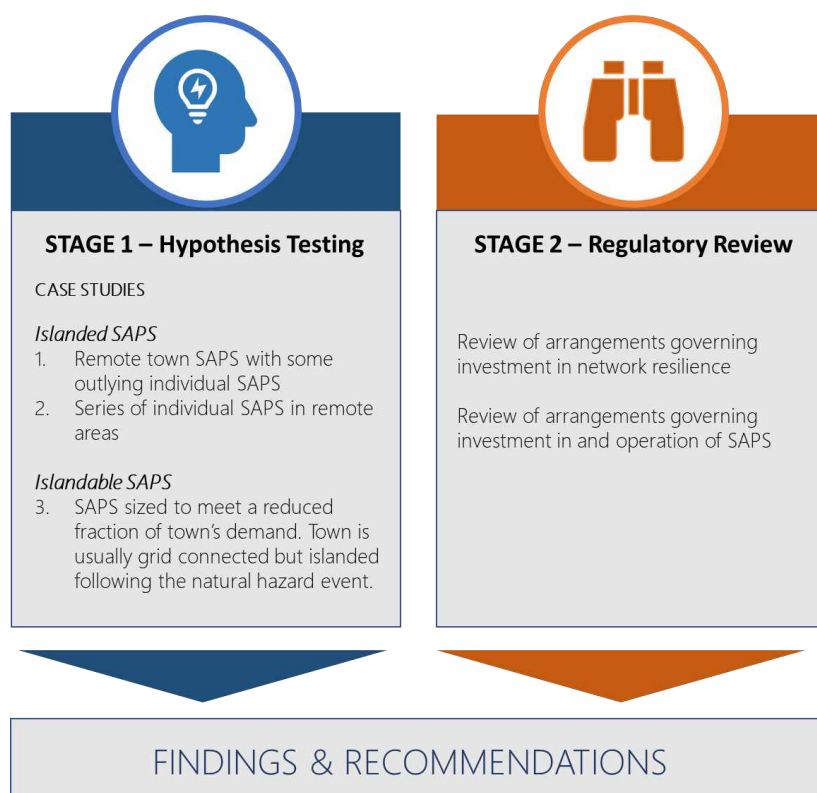 STAGE 1 – Hypothesis Testing
CASE STUDIES
Islanded SAPS
1. Remote town SAPS with some
outlying individual SAPS
2. Series of individual SAPS in remote
areas
Islandable SAPS
3. SAPS sized to meet a reduced
fraction of town’s demand. Town is
usually grid connected but islanded
following the natural hazard event.
STAGE 2 – Regulatory Review
Review of arrangements governing
investment in network resilience
Review of arrangements governing
investment in and operation of SAPS
FINDINGS & RECOMMENDATIONS